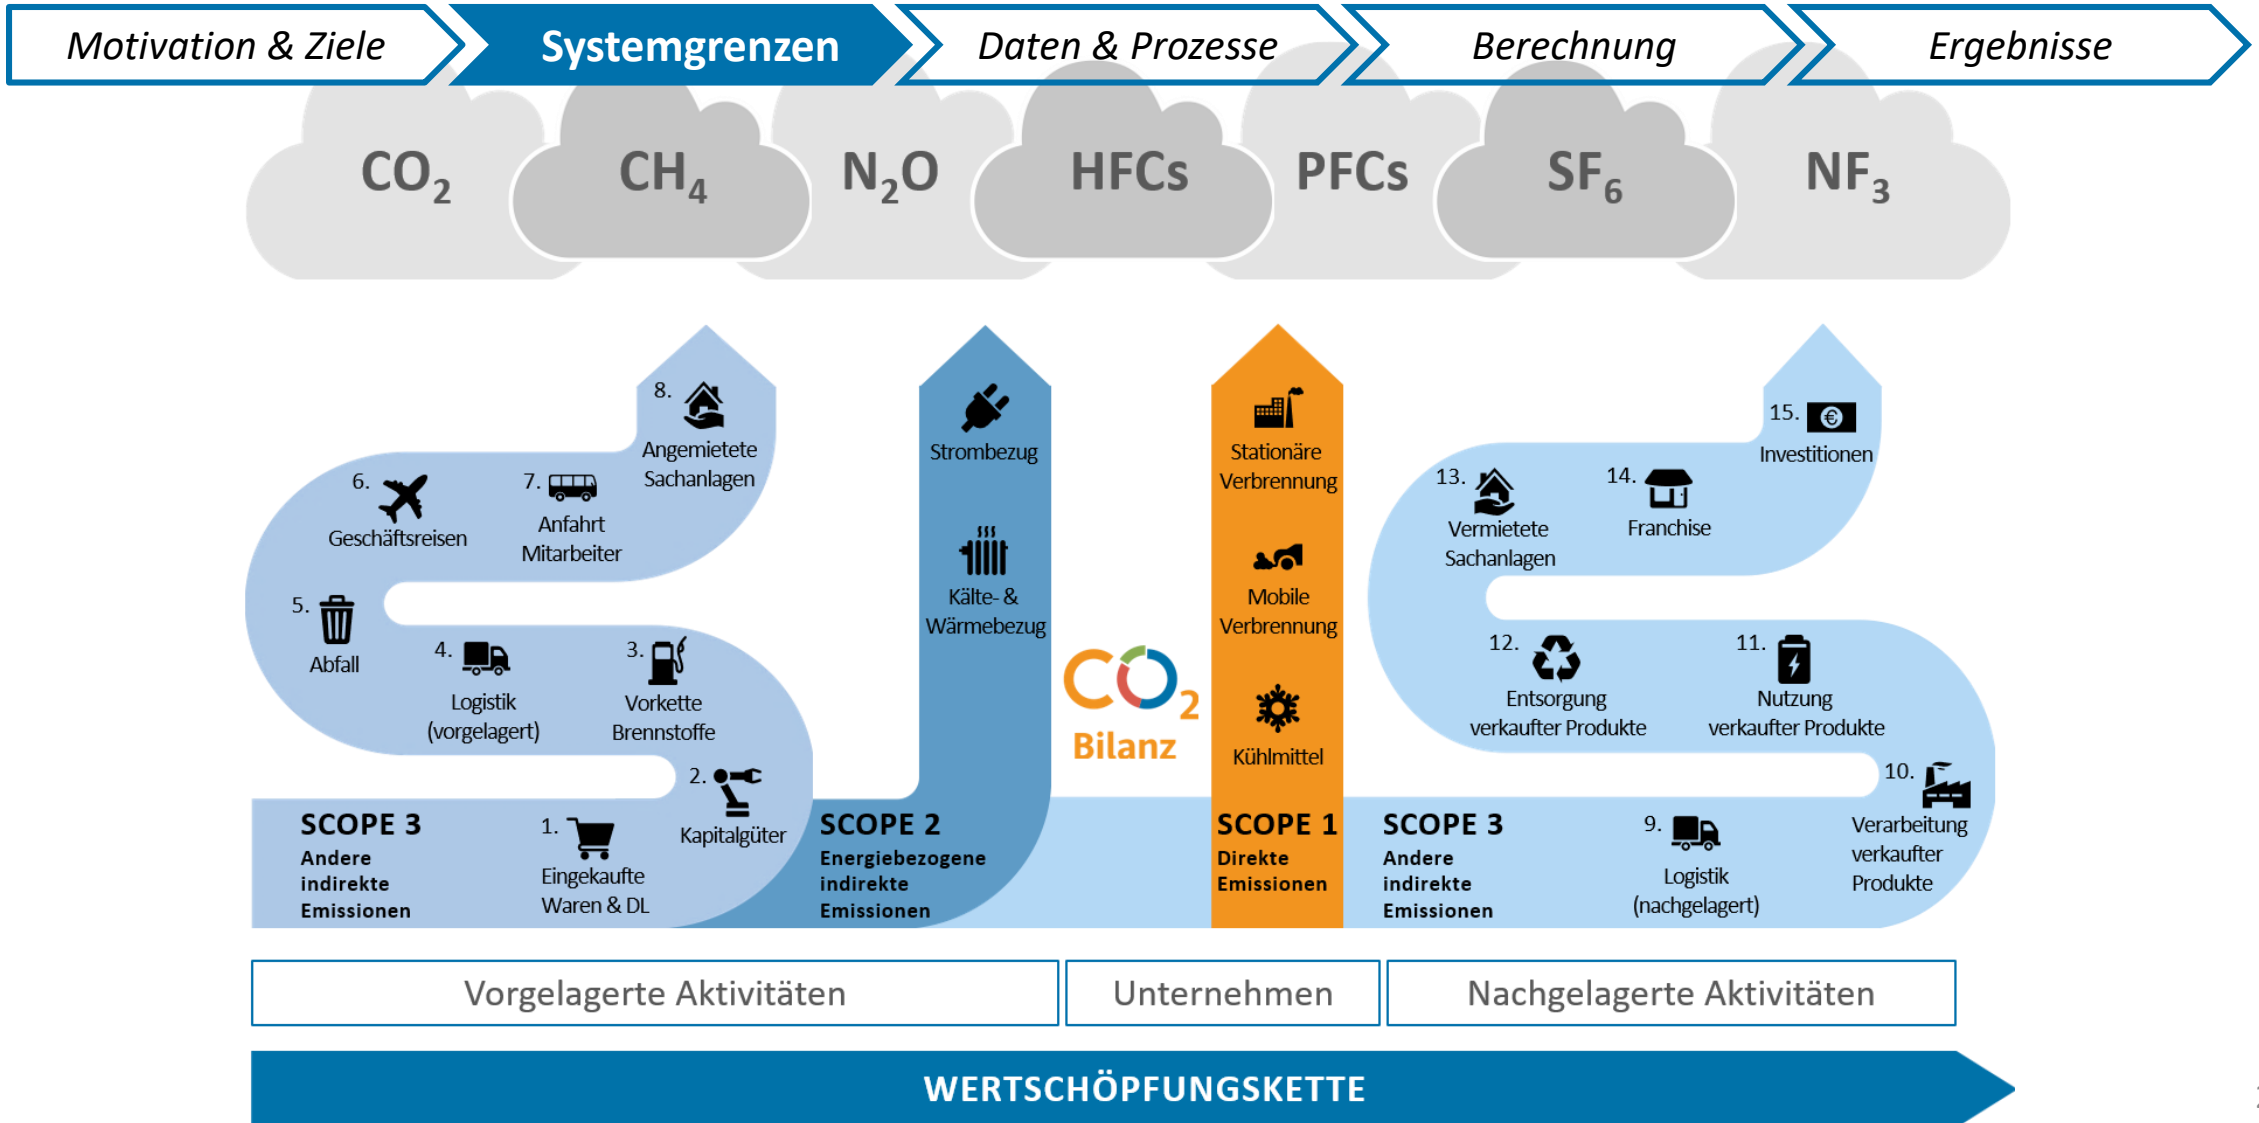 Motivation & Ziele
Systemgrenzen
Daten & Prozesse
Berechnung
Ergebnisse
CO₂
CH₄
N₂O
HFCs
PFCs
SF₆
NF₃
8.
Angemietete
Sachanlagen
6.
Geschäftsreisen
7.
Anfahrt
Mitarbeiter
5.
Abfall
4.
Logistik
(vorgelagert)
3.
Vorkette
Brennstoffe
2.
Kapitalgüter
1.
Eingekaufte
Waren & DL
SCOPE 3
Andere
indirekte
Emissionen
Strombezug
Kälte- &
Wärmebezug
SCOPE 2
Energiebezogene
indirekte
Emissionen
CO₂
Bilanz
Stationäre
Verbrennung
Mobile
Verbrennung
Kühlmittel
SCOPE 1
Direkte
Emissionen
15.
€
Investitionen
13.
Vermietete
Sachanlagen
14.
Franchise
12.
Entsorgung
verkaufter Produkte
11.
Nutzung
verkaufter Produkte
10.
Verarbeitung
verkaufter
Produkte
9.
Logistik
(nachgelagert)
SCOPE 3
Andere
indirekte
Emissionen
Vorgelagerte Aktivitäten
Unternehmen
Nachgelagerte Aktivitäten
WERTSCHÖPFUNGSKETTE